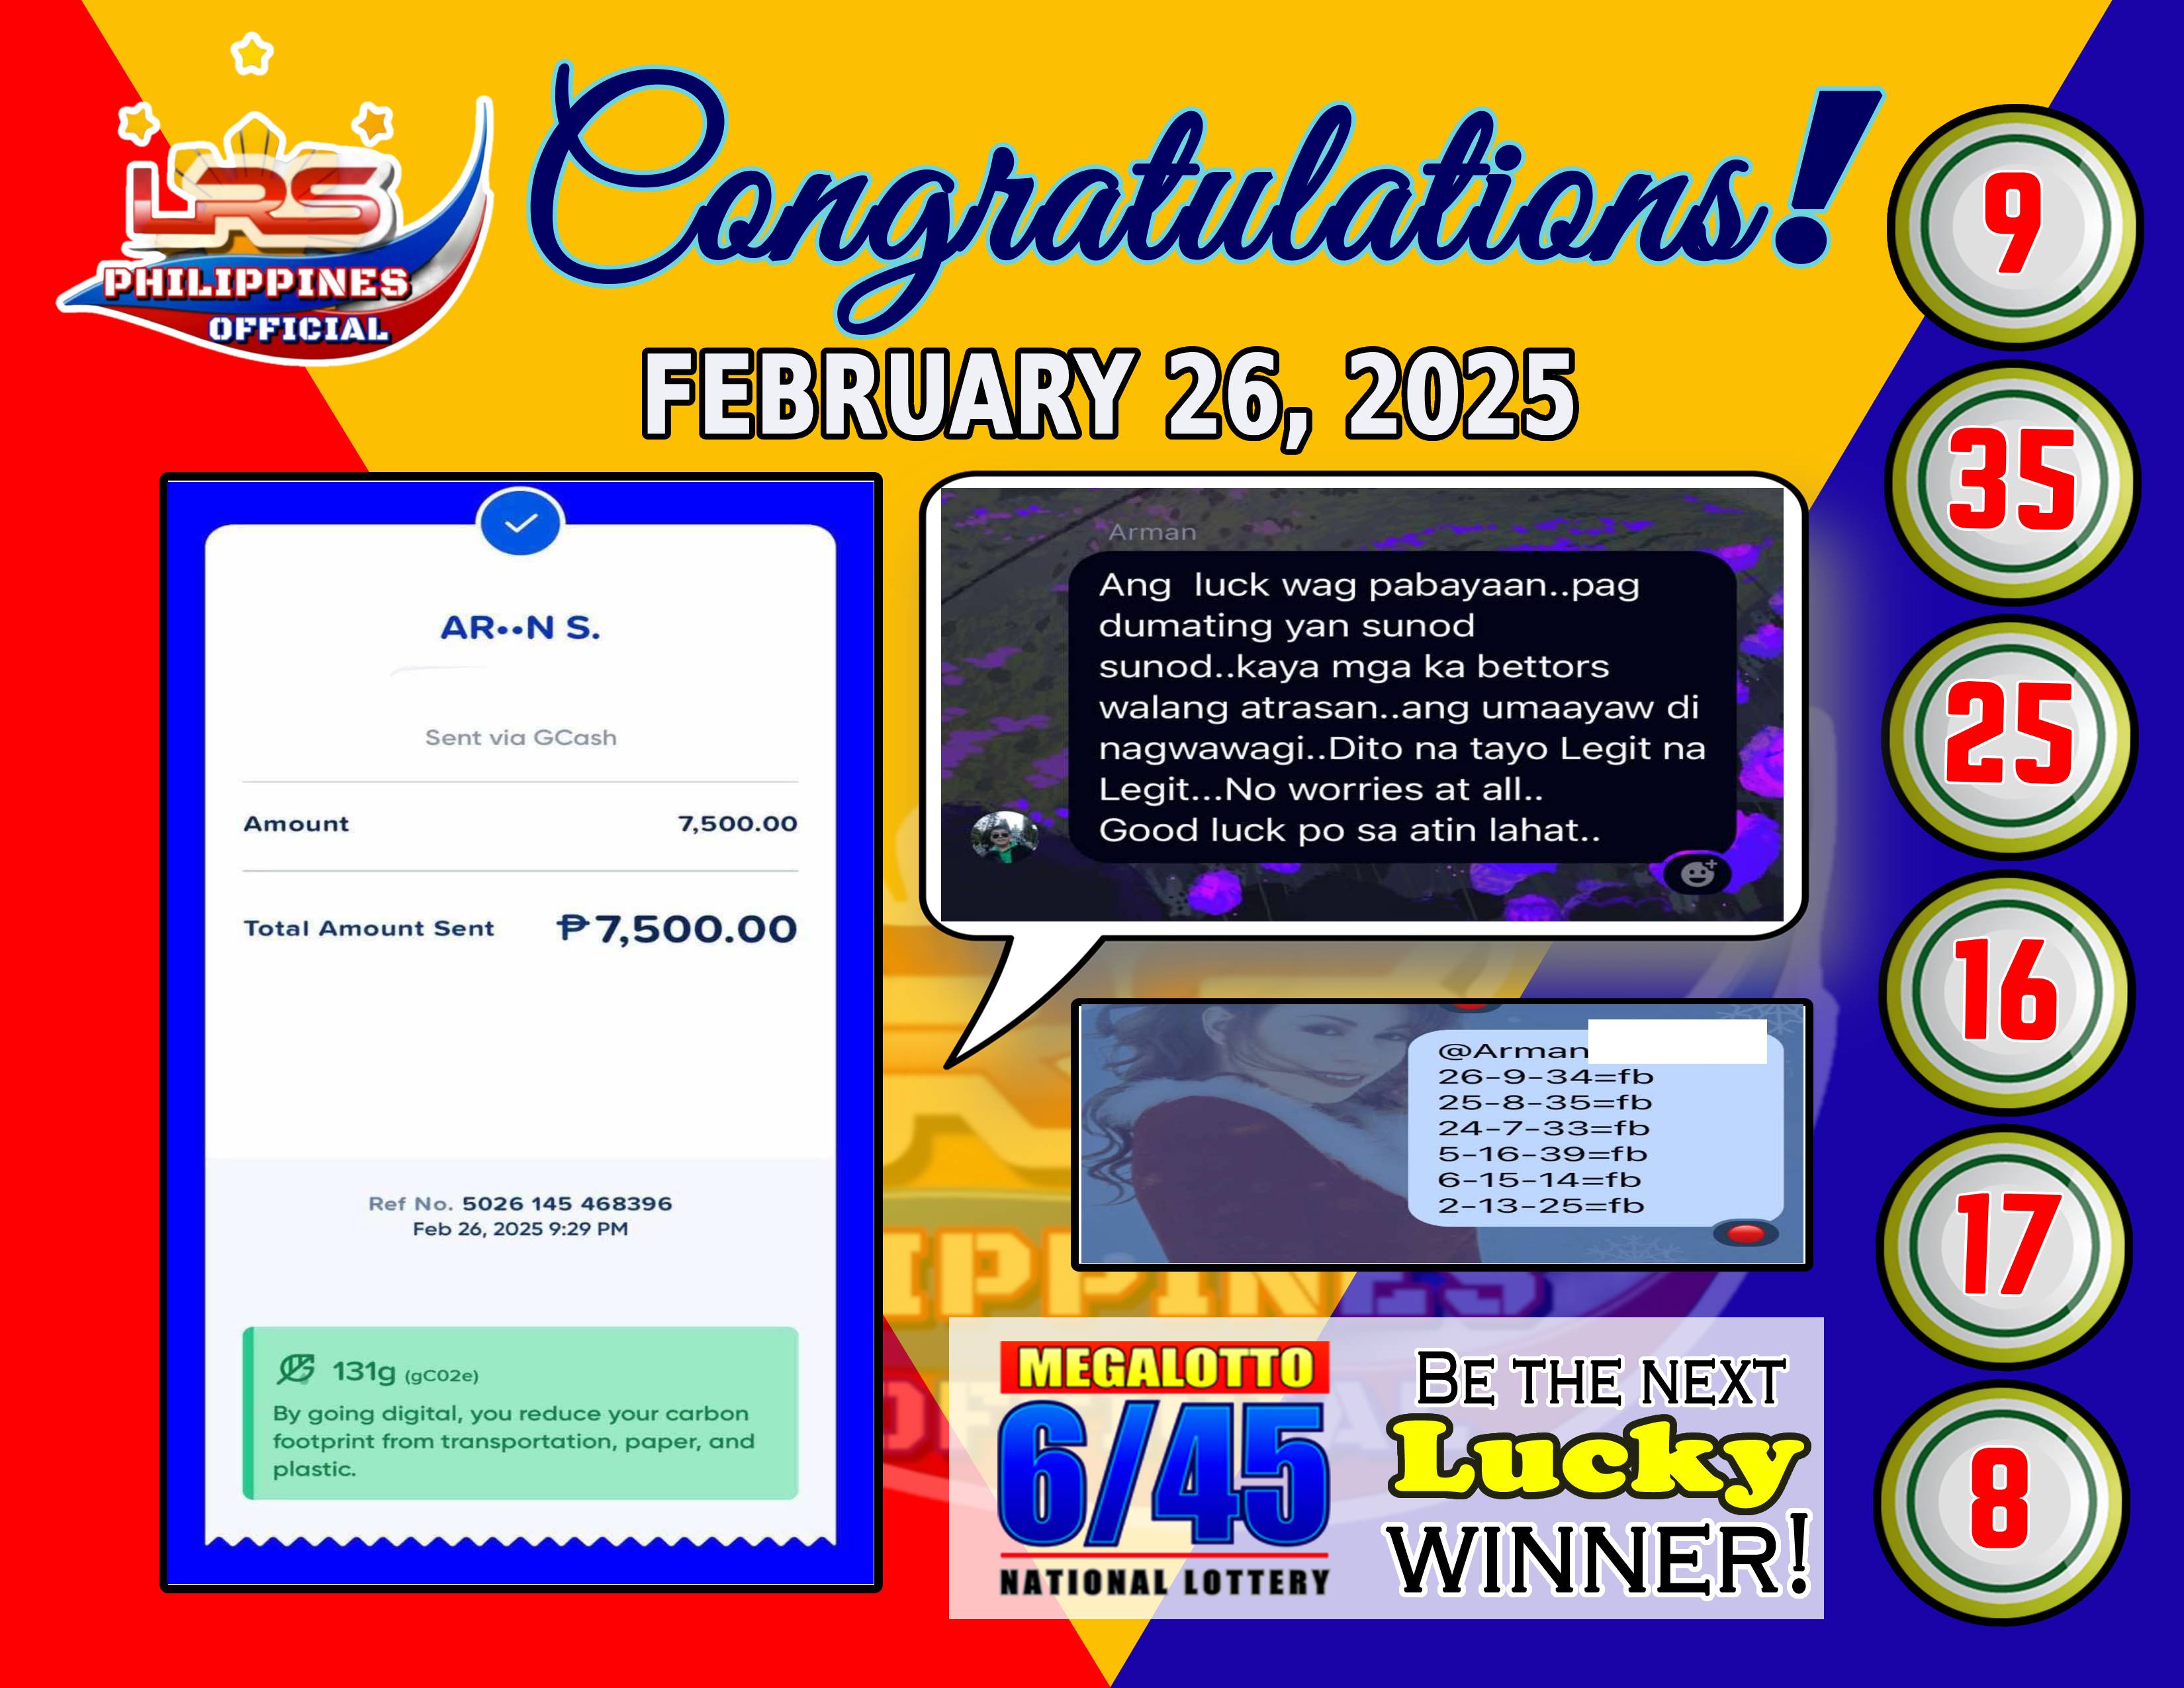 LRS
PHILIPPINES
OFFICIAL
Congratulations!
FEBRUARY 26, 2025
AR••N S.
Sent via GCash
Amount 7,500.00
Total Amount Sent ₱7,500.00
Ref No. 5026 145 468396
Feb 26, 2025 9:29 PM
131g (gC02e)
By going digital, you reduce your carbon
footprint from transportation, paper, and
plastic.
Arman
Ang luck wag pabayaan..pag
dumating yan sunod
sunod..kaya mga ka bettors
walang atrasan..ang umaayaw di
nagwawagi..Dito na tayo Legit na
Legit...No worries at all..
Good luck po sa atin lahat..
@Arman
26-9-34=fb
25-8-35=fb
24-7-33=fb
5-16-39=fb
6-15-14=fb
2-13-25=fb
MEGALOTTO
6/45
NATIONAL LOTTERY
BE THE NEXT
Lucky
WINNER!
9
35
25
16
17
8